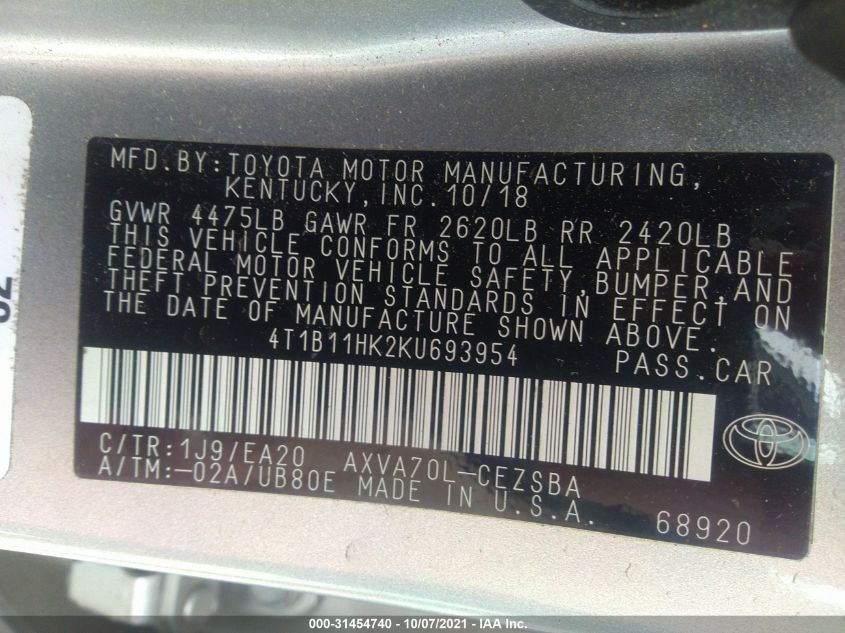 MFD.BY:TOYOTA MOTOR MANUFACTURING,
KENTUCKY,INC.10/18
GVWR 4475LB GAWR FR 2620LB RR 2420LB
THIS VEHICLE CONFORMS TO ALL APPLICABLE
FEDERAL MOTOR VEHICLE SAFETY,BUMPER,AND
THEFT PREVENTION STANDARDS IN EFFECT ON
THE DATE OF MANUFACTURE SHOWN ABOVE.
4T1B11HK2KU693954 PASS.CAR
C/TR:1J9/EA20 AXVA70L-CEZSBA
A/TM:-02A/UB80E MADE IN U.S.A.
68920
000-31454740 - 10/07/2021 - IAA Inc.